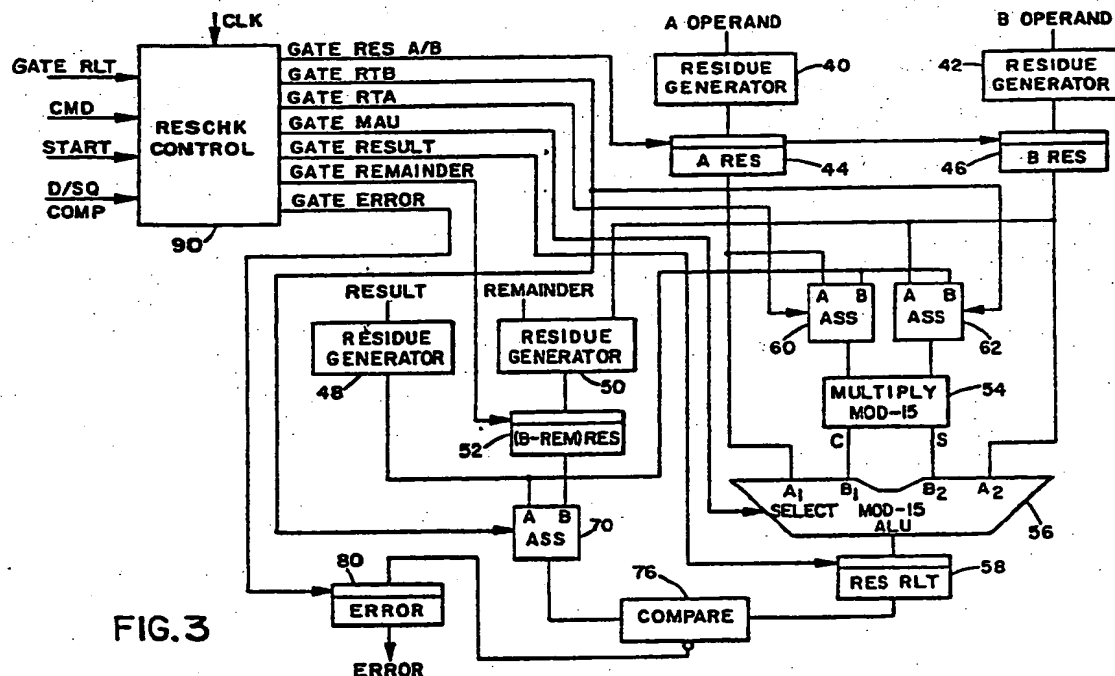 CLK
A OPERAND
B OPERAND
GATE RLT
CMD
START
D/SQ
COMP
RESCHK
CONTROL
90
GATE RES A/B
GATE RTB
GATE RTA
GATE MAU
GATE RESULT
GATE REMAINDER
GATE ERROR
RESIDUE
GENERATOR
40
42
RESIDUE
GENERATOR
A RES
44
46
B RES
RESULT
REMAINDER
RESIDUE
GENERATOR
48
RESIDUE
GENERATOR
50
A B
ASS
60
A B
ASS
62
MULTIPLY
MOD-15
54
C
S
52
(B-REM)RES
A1
B1
B2
A2
SELECT
MOD-15
ALU
56
A B
ASS
70
RES RLT
58
80
ERROR
76
COMPARE
ERROR
FIG.3